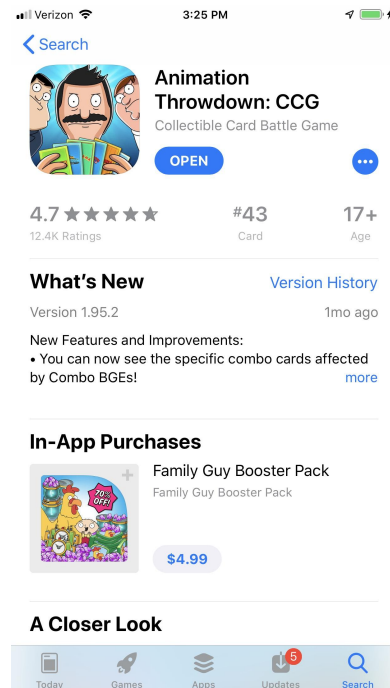 Verizon 3:25 PM
Search
Animation
Throwdown: CCG
Collectible Card Battle Game
OPEN
4.7 #43 17+
12.4K Ratings Card Age
What's New Version History
Version 1.95.2 1mo ago
New Features and Improvements:
• You can now see the specific combo cards affected
by Combo BGEs! more
In-App Purchases
Family Guy Booster Pack
Family Guy Booster Pack
70%
OFF!
$4.99
A Closer Look
5
Today Games Apps Updates Search